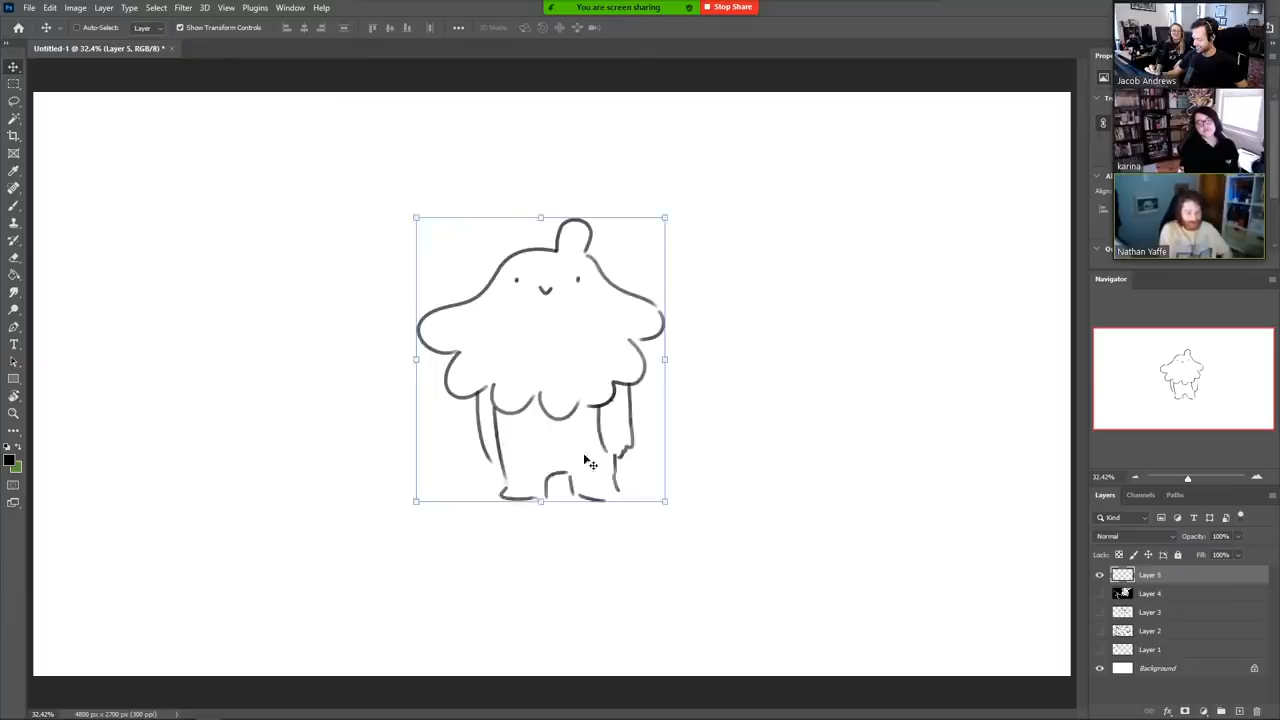 File Edit Image Layer Type Select Filter 3D View Plugins Window Help
You are screen sharing Stop Share
Auto-Select: Layer Show Transform Controls 3D Mode:
Untitled-1 @ 32.4% (Layer 5, RGB/8) *
Jacob Andrews
karina
Nathan Yaffe
Navigator
32.42%
Layers Channels Paths
Kind
Normal Opacity: 100%
Lock: Fill: 100%
Layer 5
Layer 4
Layer 3
Layer 2
Layer 1
Background
32.42% 4800 px x 2700 px (300 ppi)